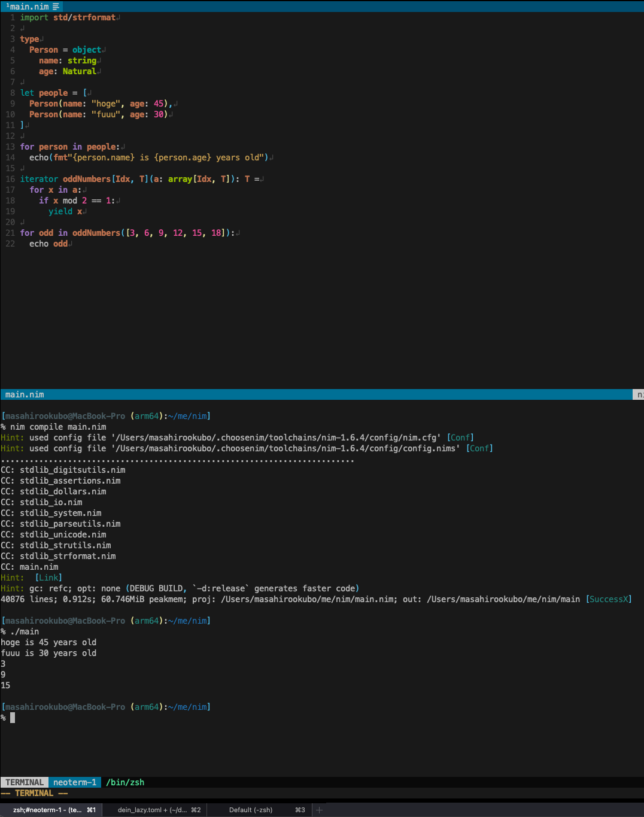 ¹main.nim
1 import std/strformat
2
3 type
4 Person = object
5 name: string
6 age: Natural
7
8 let people = [
9 Person(name: "hoge", age: 45),
10 Person(name: "fuuu", age: 30)
11 ]
12
13 for person in people:
14 echo(fmt"{person.name} is {person.age} years old")
15
16 iterator oddNumbers[Idx, T](a: array[Idx, T]): T =
17 for x in a:
18 if x mod 2 == 1:
19 yield x
20
21 for odd in oddNumbers([3, 6, 9, 12, 15, 18]):
22 echo odd
main.nim
[masahirookubo@MacBook-Pro (arm64):~/me/nim]
% nim compile main.nim
Hint: used config file '/Users/masahirookubo/.choosenim/toolchains/nim-1.6.4/config/nim.cfg' [Conf]
Hint: used config file '/Users/masahirookubo/.choosenim/toolchains/nim-1.6.4/config/config.nims' [Conf]
..........................................................................
CC: stdlib_digitsutils.nim
CC: stdlib_assertions.nim
CC: stdlib_dollars.nim
CC: stdlib_io.nim
CC: stdlib_system.nim
CC: stdlib_parseutils.nim
CC: stdlib_unicode.nim
CC: stdlib_strutils.nim
CC: stdlib_strformat.nim
CC: main.nim
Hint: [Link]
Hint: gc: refc; opt: none (DEBUG BUILD, `-d:release` generates faster code)
40876 lines; 0.912s; 60.746MiB peakmem; proj: /Users/masahirookubo/me/nim/main.nim; out: /Users/masahirookubo/me/nim/main [SuccessX]
[masahirookubo@MacBook-Pro (arm64):~/me/nim]
% ./main
hoge is 45 years old
fuuu is 30 years old
3
9
15
[masahirookubo@MacBook-Pro (arm64):~/me/nim]
%
TERMINAL neoterm-1 /bin/zsh
-- TERMINAL --
zsh;#neoterm-1 - (te... ⌘1 dein_lazy.toml + (~/d... ⌘2 Default (-zsh) ⌘3 +